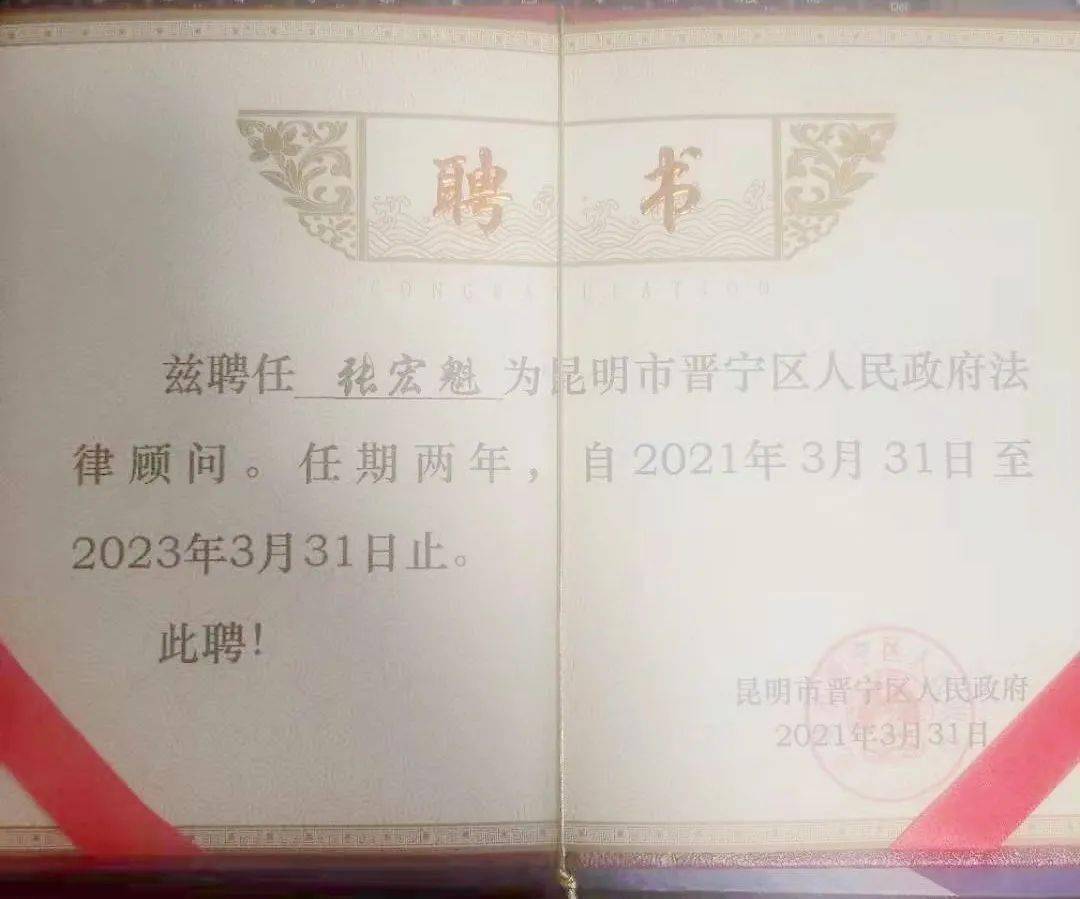 聘书
CONGRATULATION
兹聘任 张宏魁 为昆明市晋宁区人民政府法
律顾问。任期两年，自2021年3月31日至
2023年3月31日止。
此聘！
昆明市晋宁区人民政府
2021年3月31日